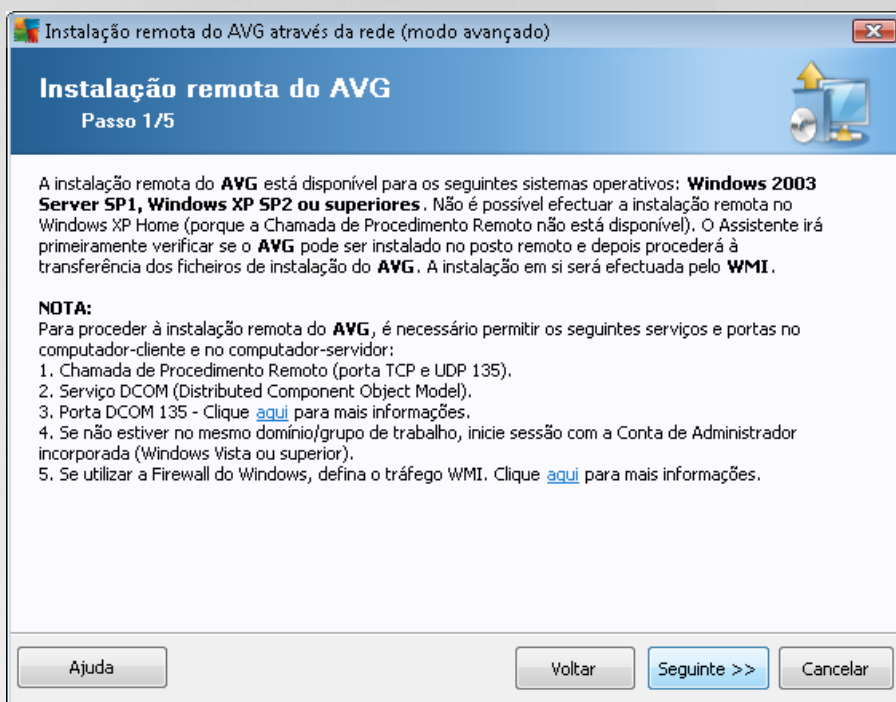 Instalação remota do AVG através da rede (modo avançado)
Instalação remota do AVG
Passo 1/5
A instalação remota do AVG está disponível para os seguintes sistemas operativos: Windows 2003
Server SP1, Windows XP SP2 ou superiores. Não é possível efectuar a instalação remota no
Windows XP Home (porque a Chamada de Procedimento Remoto não está disponível). O Assistente irá
primeiramente verificar se o AVG pode ser instalado no posto remoto e depois procederá à
transferência dos ficheiros de instalação do AVG. A instalação em si será efectuada pelo WMI.
NOTA:
Para proceder à instalação remota do AVG, é necessário permitir os seguintes serviços e portas no
computador-cliente e no computador-servidor:
1. Chamada de Procedimento Remoto (porta TCP e UDP 135).
2. Serviço DCOM (Distributed Component Object Model).
3. Porta DCOM 135 - Clique aqui para mais informações.
4. Se não estiver no mesmo domínio/grupo de trabalho, inicie sessão com a Conta de Administrador
incorporada (Windows Vista ou superior).
5. Se utilizar a Firewall do Windows, defina o tráfego WMI. Clique aqui para mais informações.
Ajuda
Voltar
Seguinte >>
Cancelar